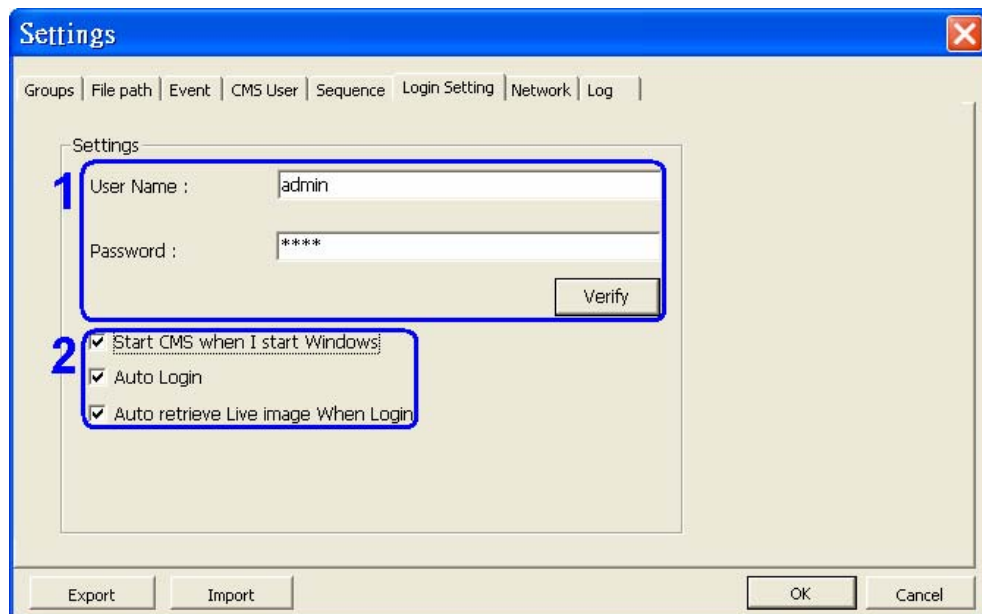 Settings
Groups File path Event CMS User Sequence Login Setting Network Log
Settings
1
User Name : admin
Password : ****
Verify
2
Start CMS when I start Windows
Auto Login
Auto retrieve Live image When Login
Export Import OK Cancel